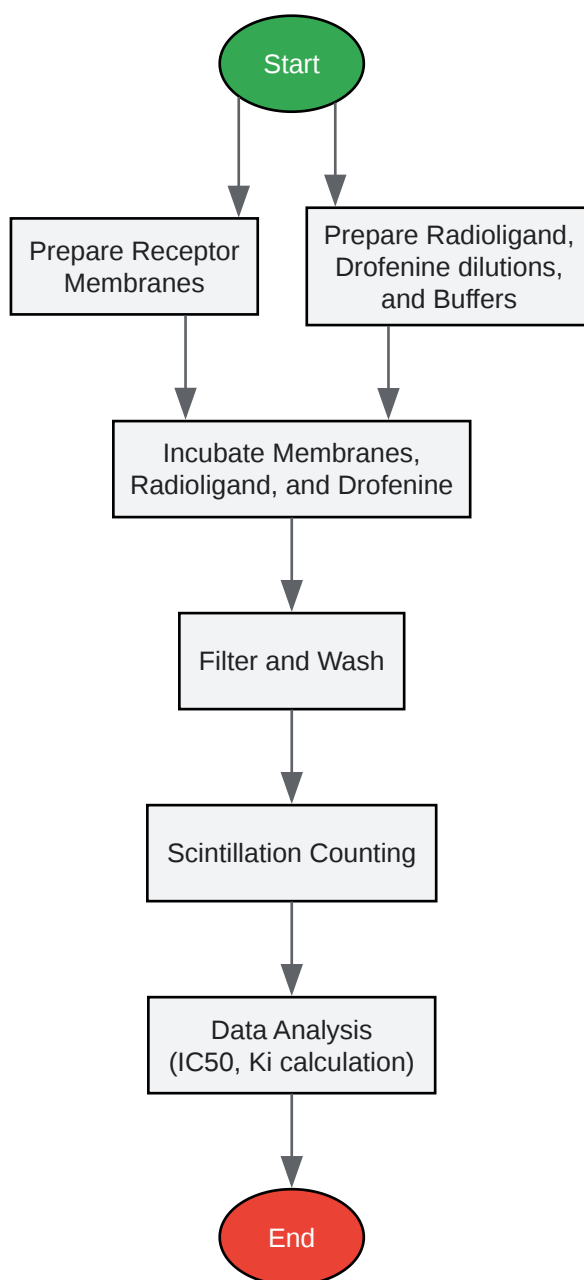 Start
Prepare Receptor
Membranes
Prepare Radioligand,
Drofenine dilutions,
and Buffers
Incubate Membranes,
Radioligand, and Drofenine
Filter and Wash
Scintillation Counting
Data Analysis
(IC50, Ki calculation)
End